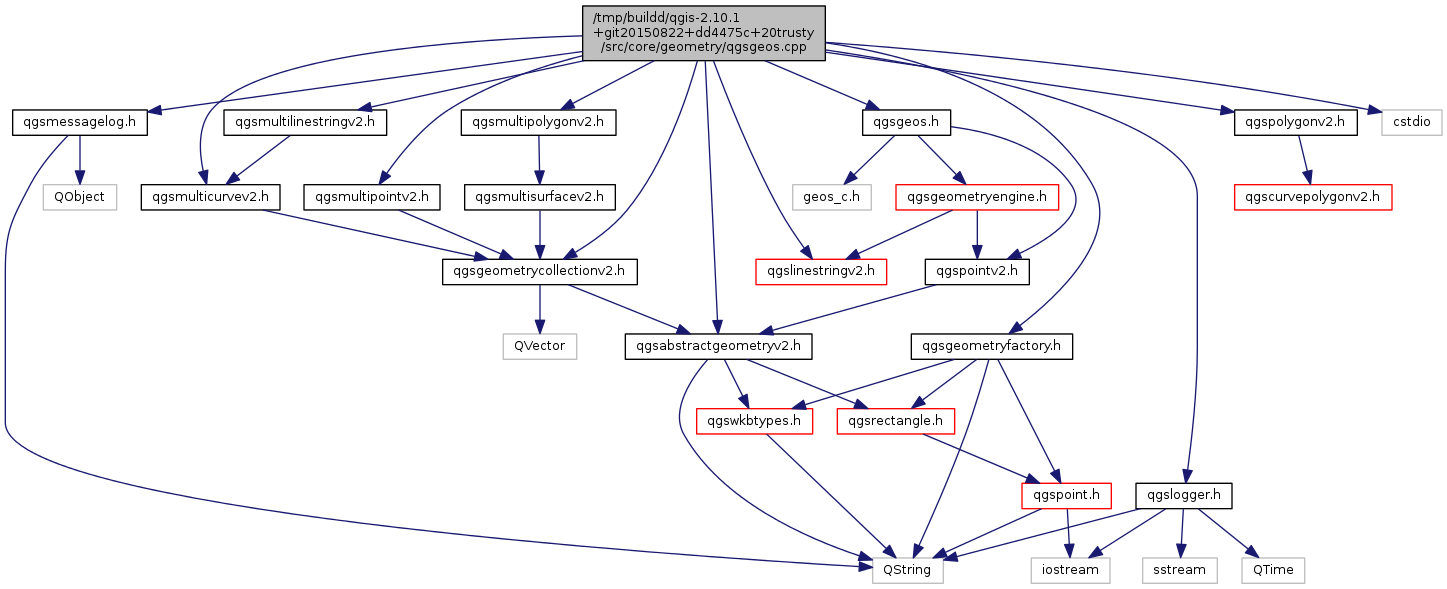 /tmp/buildd/qgis-2.10.1
+git20150822+dd4475c+20trusty
/src/core/geometry/qgsgeos.cpp
qgsmessagelog.h
qgsmultilinestringv2.h
qgsmultipolygonv2.h
qgsgeos.h
qgspolygonv2.h
cstdio
QObject
qgsmulticurvev2.h
qgsmultipointv2.h
qgsmultisurfacev2.h
geos_c.h
qgsgeometryengine.h
qgscurvepolygonv2.h
qgsgeometrycollectionv2.h
qgslinestringv2.h
qgspointv2.h
QVector
qgsabstractgeometryv2.h
qgsgeometryfactory.h
qgswkbtypes.h
qgsrectangle.h
qgspoint.h
qgslogger.h
QString
iostream
sstream
QTime